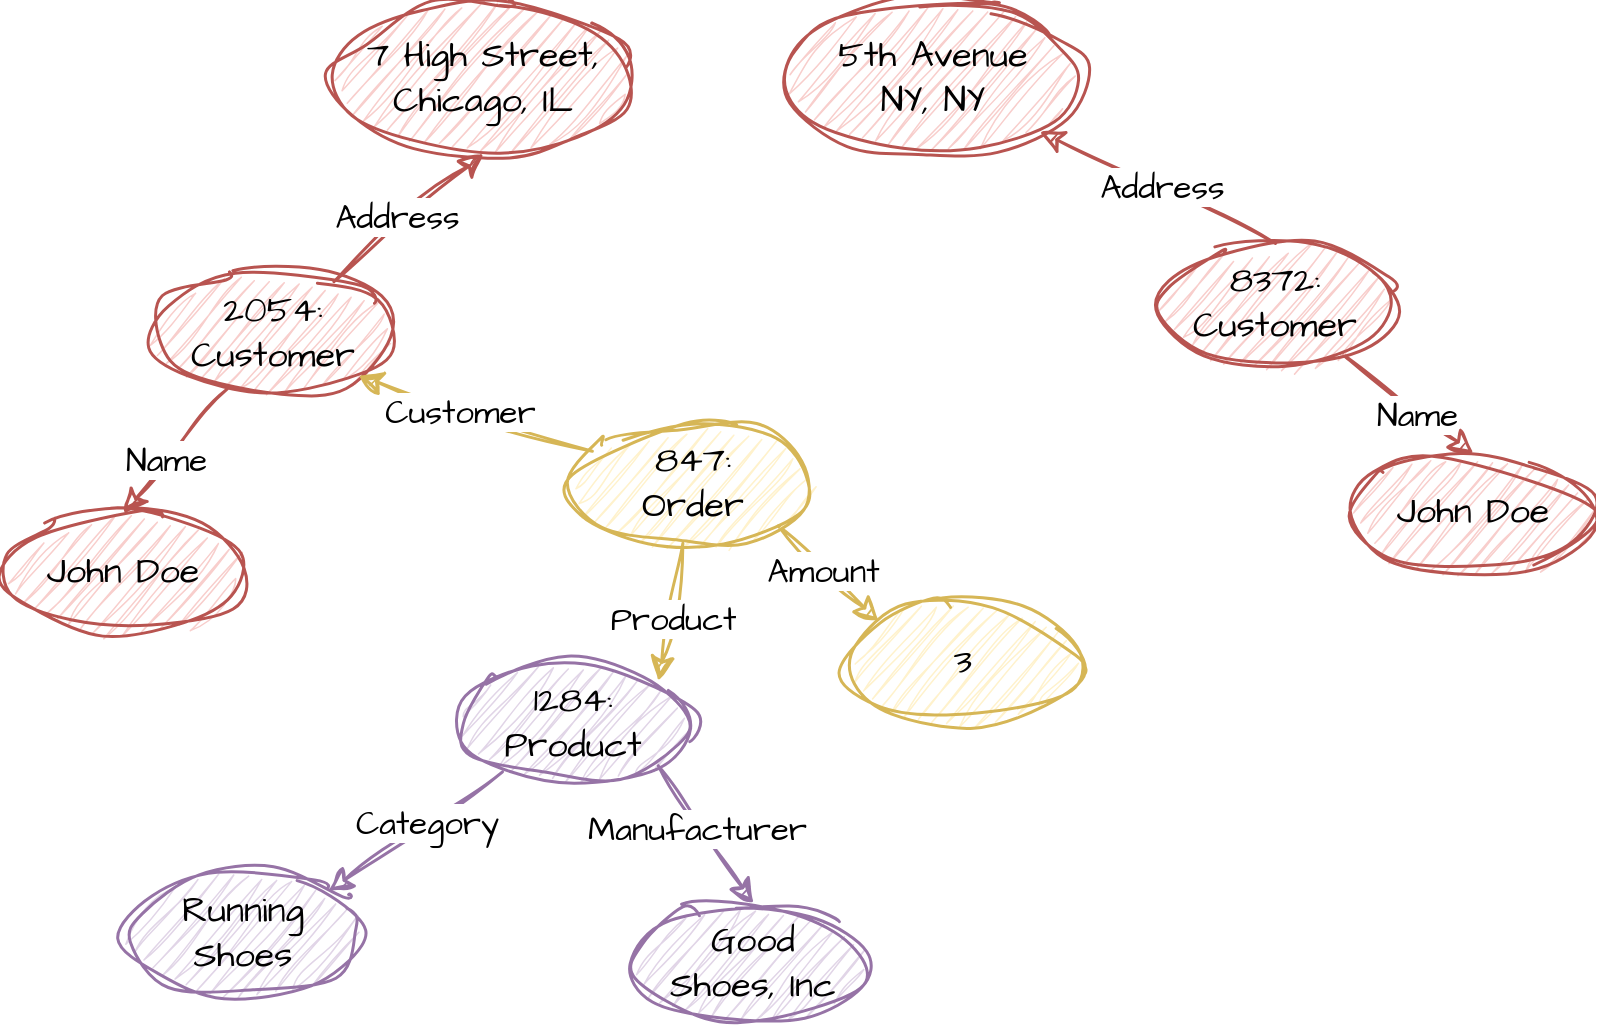 7 High Street,
Chicago, IL
5th Avenue
NY, NY
Address
Address
2054:
Customer
8372:
Customer
Customer
Name
Name
847:
Order
John Doe
John Doe
Amount
Product
3
1284:
Product
Category
Manufacturer
Running
Shoes
Good
Shoes, Inc